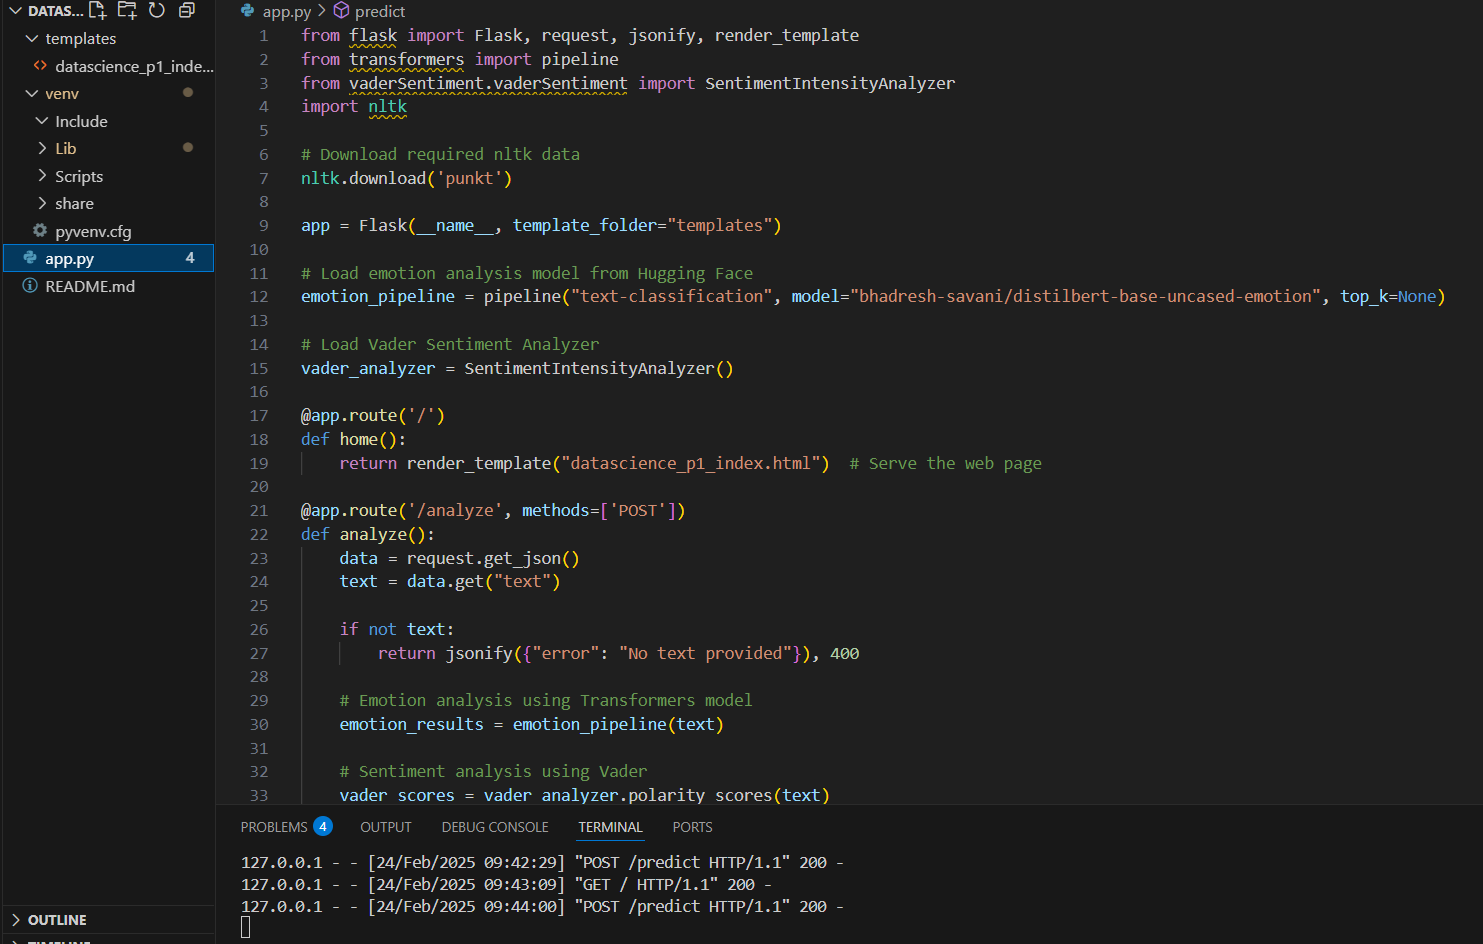 DATAS...
templates
datascience_p1_inde...
venv
Include
Lib
Scripts
share
pyvenv.cfg
app.py 4
README.md
OUTLINE
TIMELINE
app.py > predict
1 from flask import Flask, request, jsonify, render_template
2 from transformers import pipeline
3 from vaderSentiment.vaderSentiment import SentimentIntensityAnalyzer
4 import nltk
5
6 # Download required nltk data
7 nltk.download('punkt')
8
9 app = Flask(__name__, template_folder="templates")
10
11 # Load emotion analysis model from Hugging Face
12 emotion_pipeline = pipeline("text-classification", model="bhadresh-savani/distilbert-base-uncased-emotion", top_k=None)
13
14 # Load Vader Sentiment Analyzer
15 vader_analyzer = SentimentIntensityAnalyzer()
16
17 @app.route('/')
18 def home():
19 return render_template("datascience_p1_index.html") # Serve the web page
20
21 @app.route('/analyze', methods=['POST'])
22 def analyze():
23 data = request.get_json()
24 text = data.get("text")
25
26 if not text:
27 return jsonify({"error": "No text provided"}), 400
28
29 # Emotion analysis using Transformers model
30 emotion_results = emotion_pipeline(text)
31
32 # Sentiment analysis using Vader
33 vader_scores = vader_analyzer.polarity_scores(text)
PROBLEMS 4 OUTPUT DEBUG CONSOLE TERMINAL PORTS
127.0.0.1 - - [24/Feb/2025 09:42:29] "POST /predict HTTP/1.1" 200 -
127.0.0.1 - - [24/Feb/2025 09:43:09] "GET / HTTP/1.1" 200 -
127.0.0.1 - - [24/Feb/2025 09:44:00] "POST /predict HTTP/1.1" 200 -